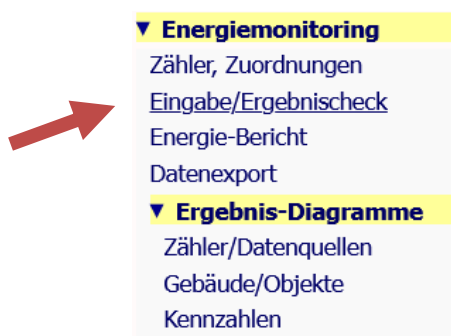 ▼ Energiemonitoring
Zähler, Zuordnungen
Eingabe/Ergebnischeck
Energie-Bericht
Datenexport
▼ Ergebnis-Diagramme
Zähler/Datenquellen
Gebäude/Objekte
Kennzahlen